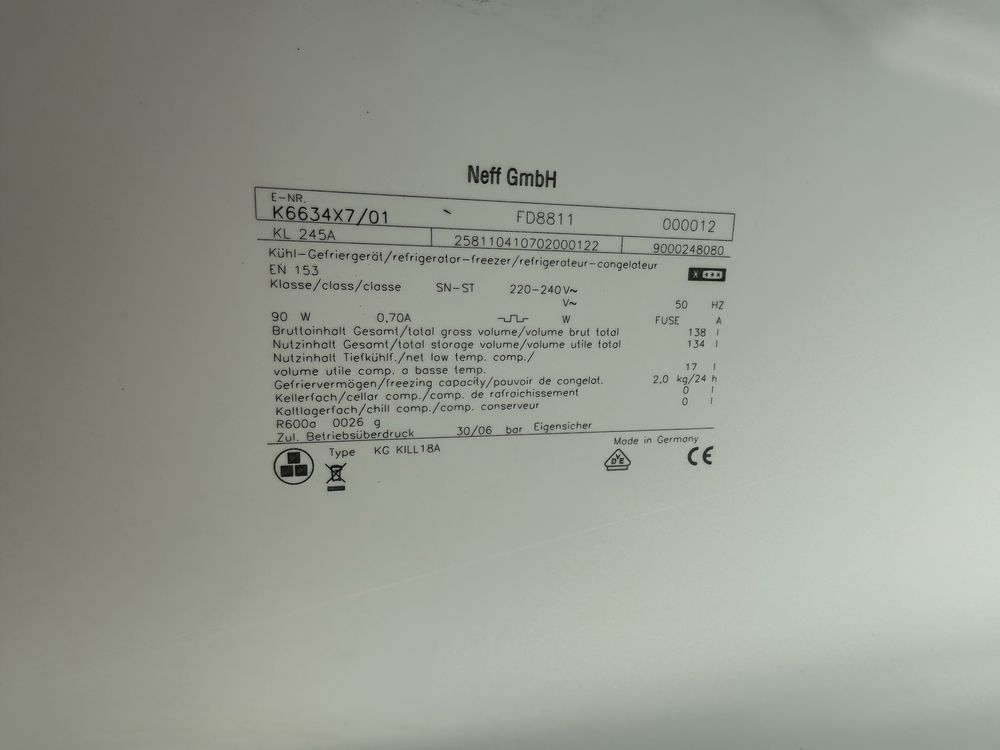 Neff GmbH
E-NR.
K6634X7/01 FD8811 000012
KL 245A 258110410702000122 9000248080
Kühl-Gefriergerät/refrigerator-freezer/refrigerateur-congelateur
EN 153
Klasse/class/classe SN-ST 220-240V~
V~ 50 HZ
90 W 0,70A W FUSE A
Bruttoinhalt Gesamt/total gross volume/volume brut total 138 l
Nutzinhalt Gesamt/total storage volume/volume utile total 134 l
Nutzinhalt Tiefkühlf./net low temp. comp./
volume utile comp. a basse temp. 17 l
Gefriervermögen/freezing capacity/pouvoir de congelat. 2,0 kg/24 h
Kellerfach/cellar comp./comp. de rafraichissement 0 l
Kaltlagerfach/chill comp./comp. conserveur 0 l
R600a 0026 g
Zul. Betriebsüberdruck 30/06 bar Eigensicher
Type KG KILL18A Made in Germany
DVE CE